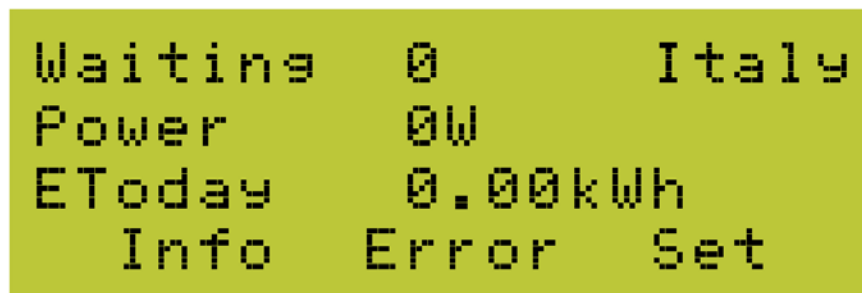 Waiting 0 Italy
Power 0W
EToday 0.00kWh
Info Error Set